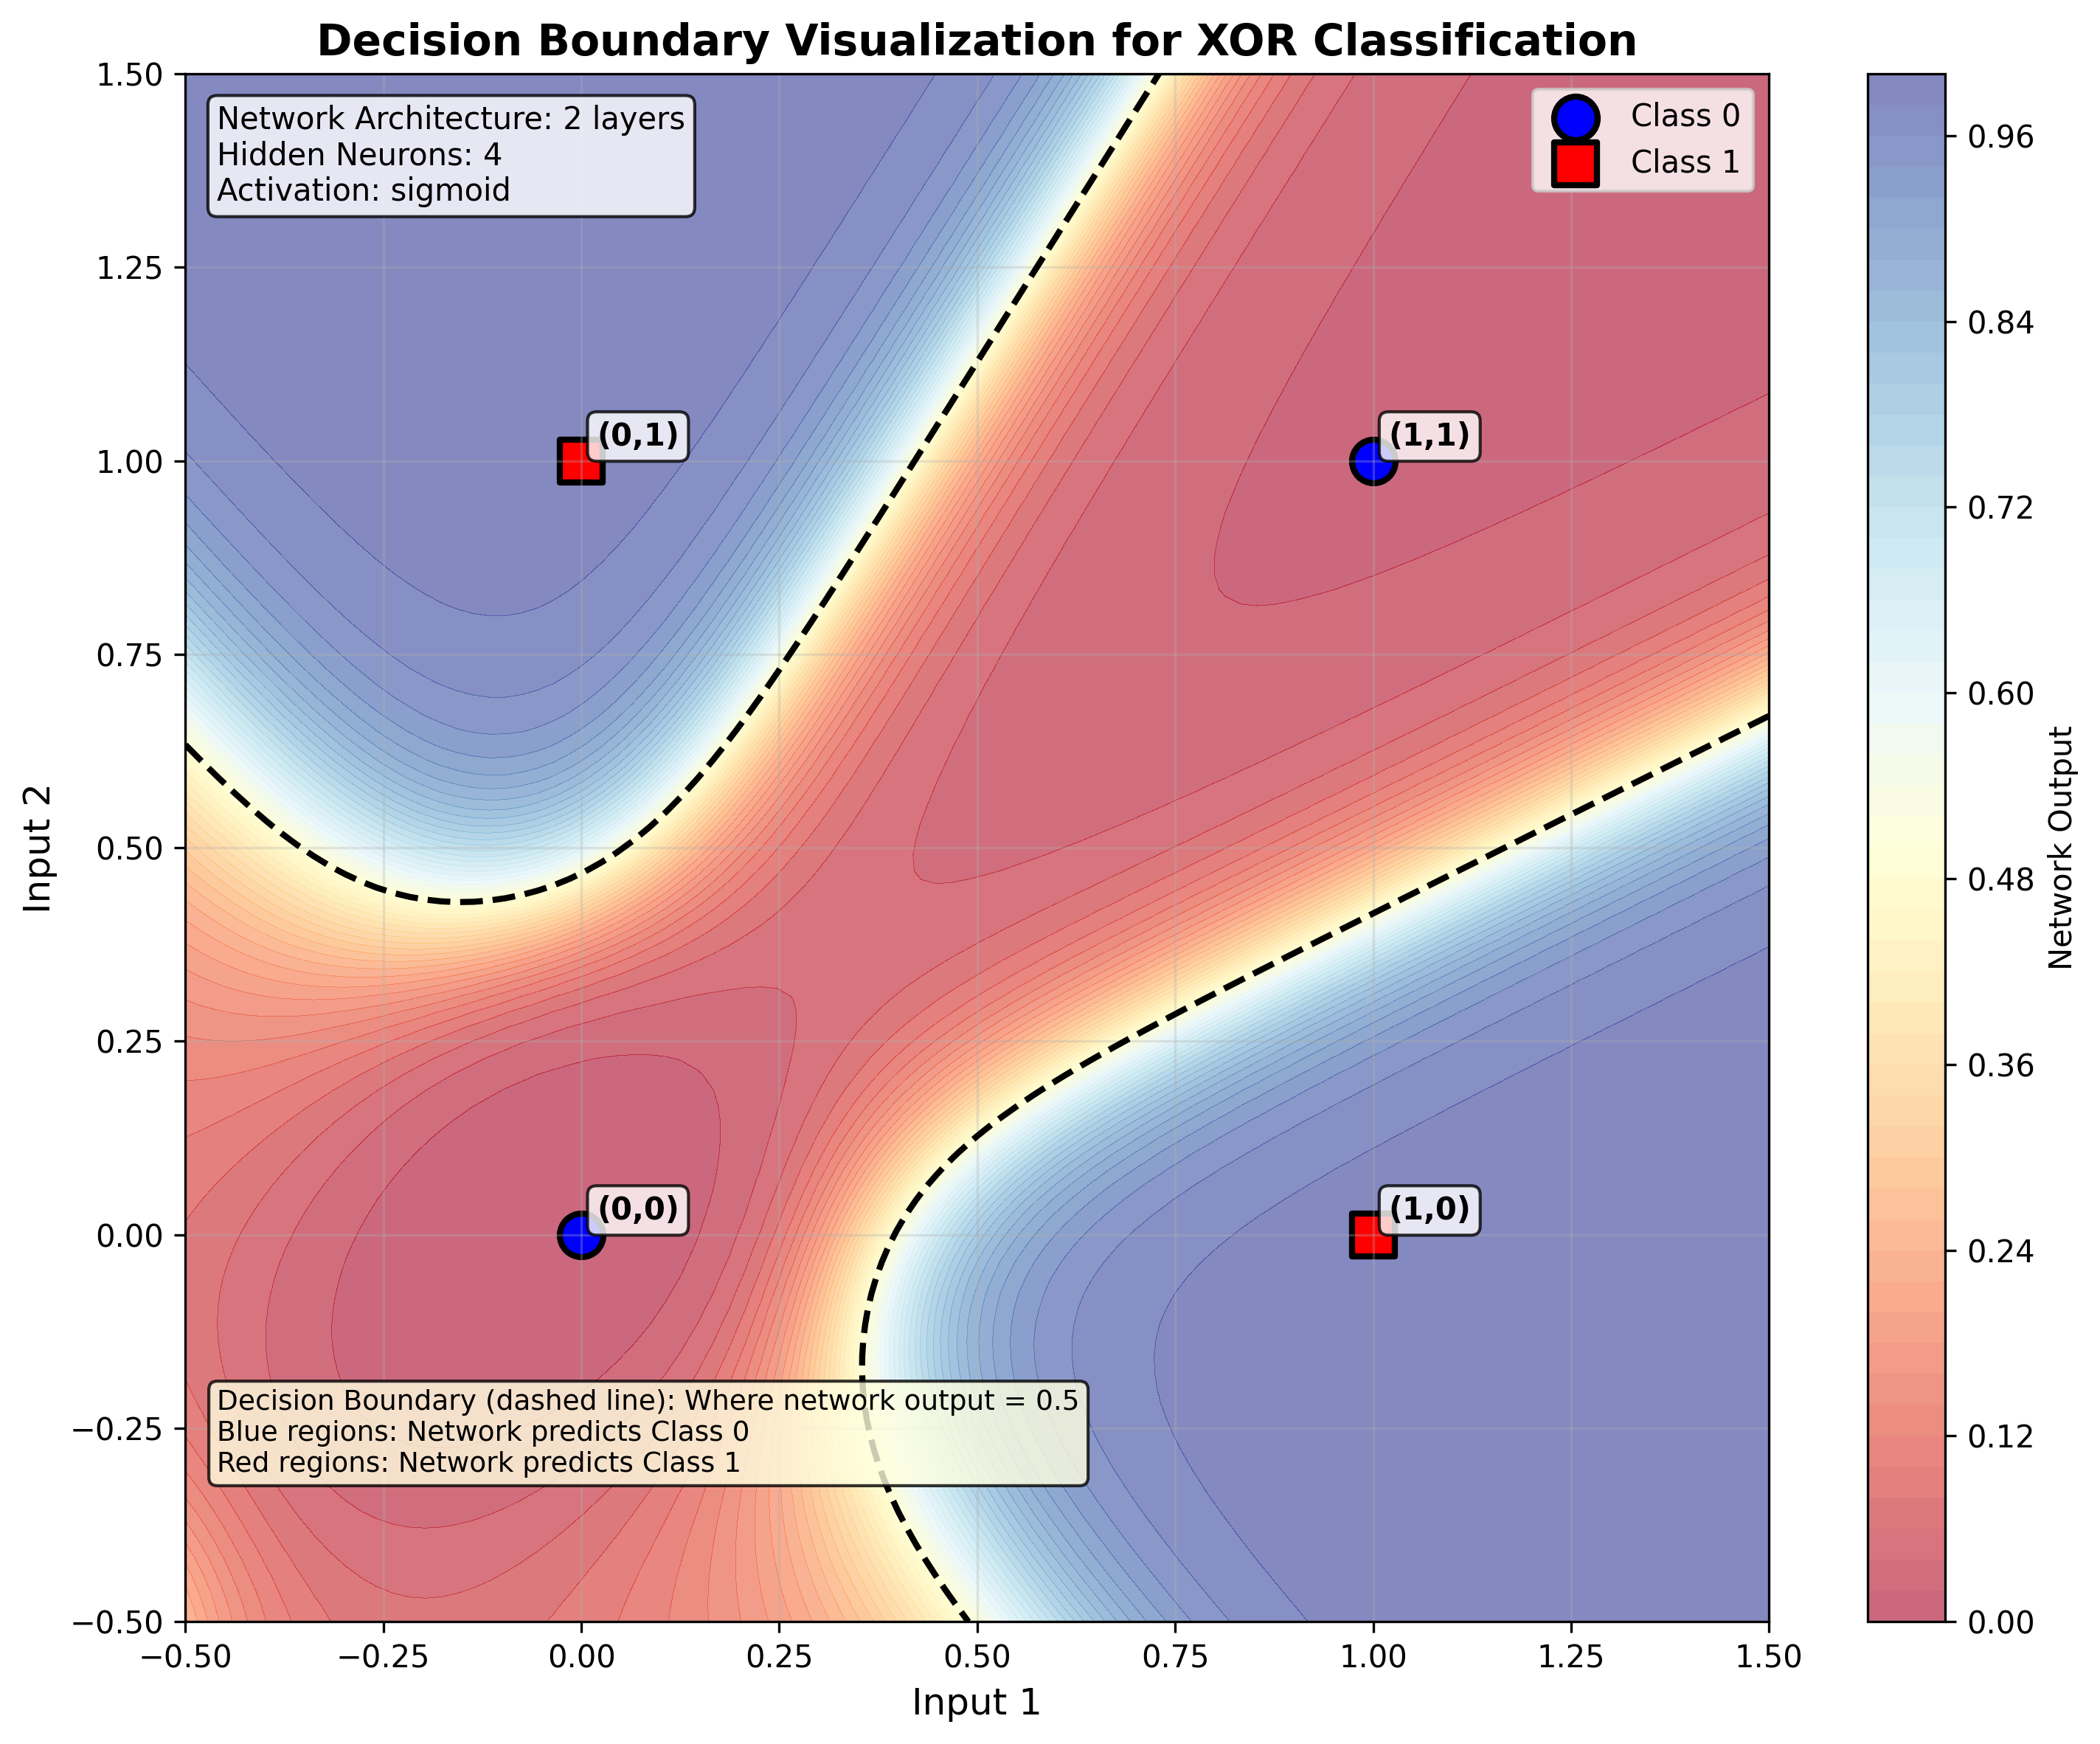 Decision Boundary Visualization for XOR Classification
Network Architecture: 2 layers
Hidden Neurons: 4
Activation: sigmoid
Class 0
Class 1
(0,1)
(1,1)
(0,0)
(1,0)
Decision Boundary (dashed line): Where network output = 0.5
Blue regions: Network predicts Class 0
Red regions: Network predicts Class 1
1.50
1.25
1.00
0.75
0.50
0.25
0.00
−0.25
−0.50
Input 2
−0.50
−0.25
0.00
0.25
0.50
0.75
1.00
1.25
1.50
Input 1
0.96
0.84
0.72
0.60
0.48
0.36
0.24
0.12
0.00
Network Output